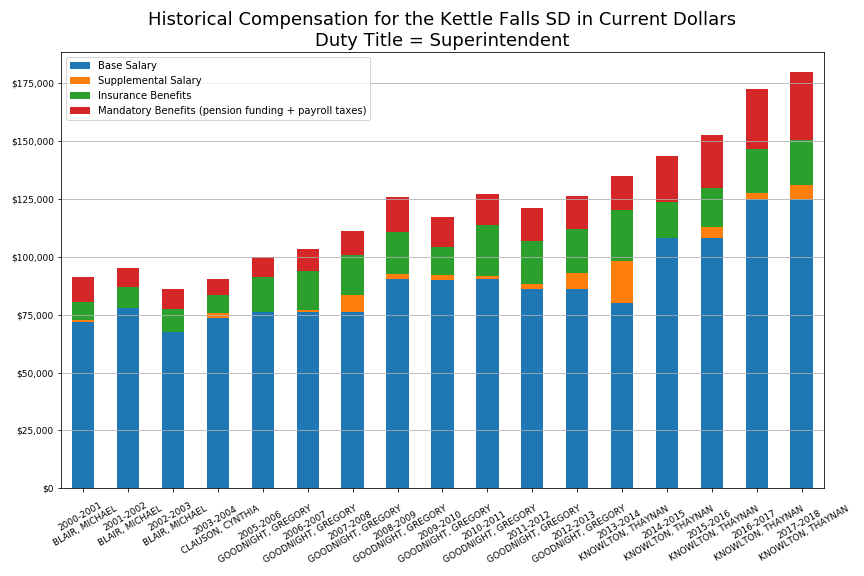 Historical Compensation for the Kettle Falls SD in Current Dollars
Duty Title = Superintendent
Base Salary
Supplemental Salary
Insurance Benefits
Mandatory Benefits (pension funding + payroll taxes)
$175,000
$150,000
$125,000
$100,000
$75,000
$50,000
$25,000
$0
2000-2001
BLAIR, MICHAEL
2001-2002
BLAIR, MICHAEL
2002-2003
BLAIR, MICHAEL
2003-2004
CLAUSON, CYNTHIA
2005-2006
GOODNIGHT, GREGORY
2006-2007
GOODNIGHT, GREGORY
2007-2008
GOODNIGHT, GREGORY
2008-2009
GOODNIGHT, GREGORY
2009-2010
GOODNIGHT, GREGORY
2010-2011
GOODNIGHT, GREGORY
2011-2012
GOODNIGHT, GREGORY
2012-2013
GOODNIGHT, GREGORY
2013-2014
KNOWLTON, THAYNAN
2014-2015
KNOWLTON, THAYNAN
2015-2016
KNOWLTON, THAYNAN
2016-2017
KNOWLTON, THAYNAN
2017-2018
KNOWLTON, THAYNAN